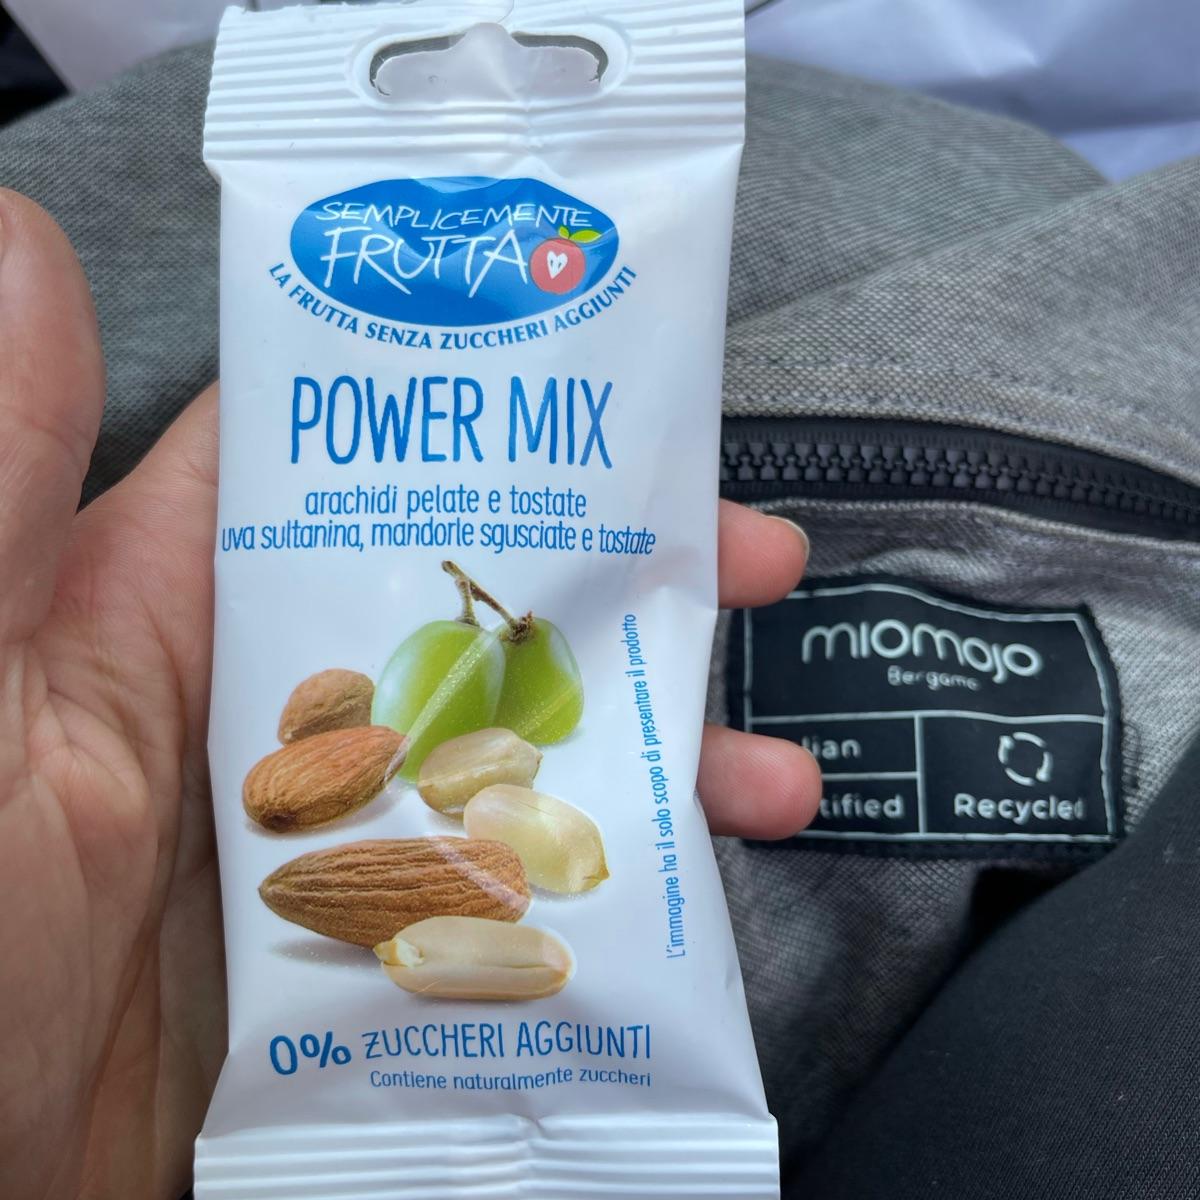 SEMPLICEMENTE
FRUTTA
LA FRUTTA SENZA ZUCCHERI AGGIUNTI
POWER MIX
arachidi pelate e tostate
uva sultanina, mandorle sgusciate e tostate
L'immagine ha il solo scopo di presentare il prodotto
0% ZUCCHERI AGGIUNTI
Contiene naturalmente zuccheri
miomojo
Bergamo
lian
tified
Recycled